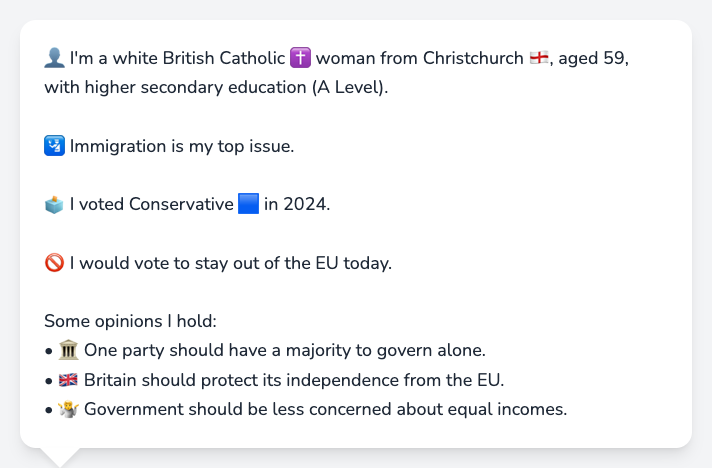 👤 I'm a white British Catholic ✝️ woman from Christchurch 🏴󠁧󠁢󠁥󠁮󠁧󠁿, aged 59,
with higher secondary education (A Level).
🛂 Immigration is my top issue.
🗳️ I voted Conservative 🟦 in 2024.
🚫 I would vote to stay out of the EU today.
Some opinions I hold:
• 🏛️ One party should have a majority to govern alone.
• 🇬🇧 Britain should protect its independence from the EU.
• 🤷 Government should be less concerned about equal incomes.